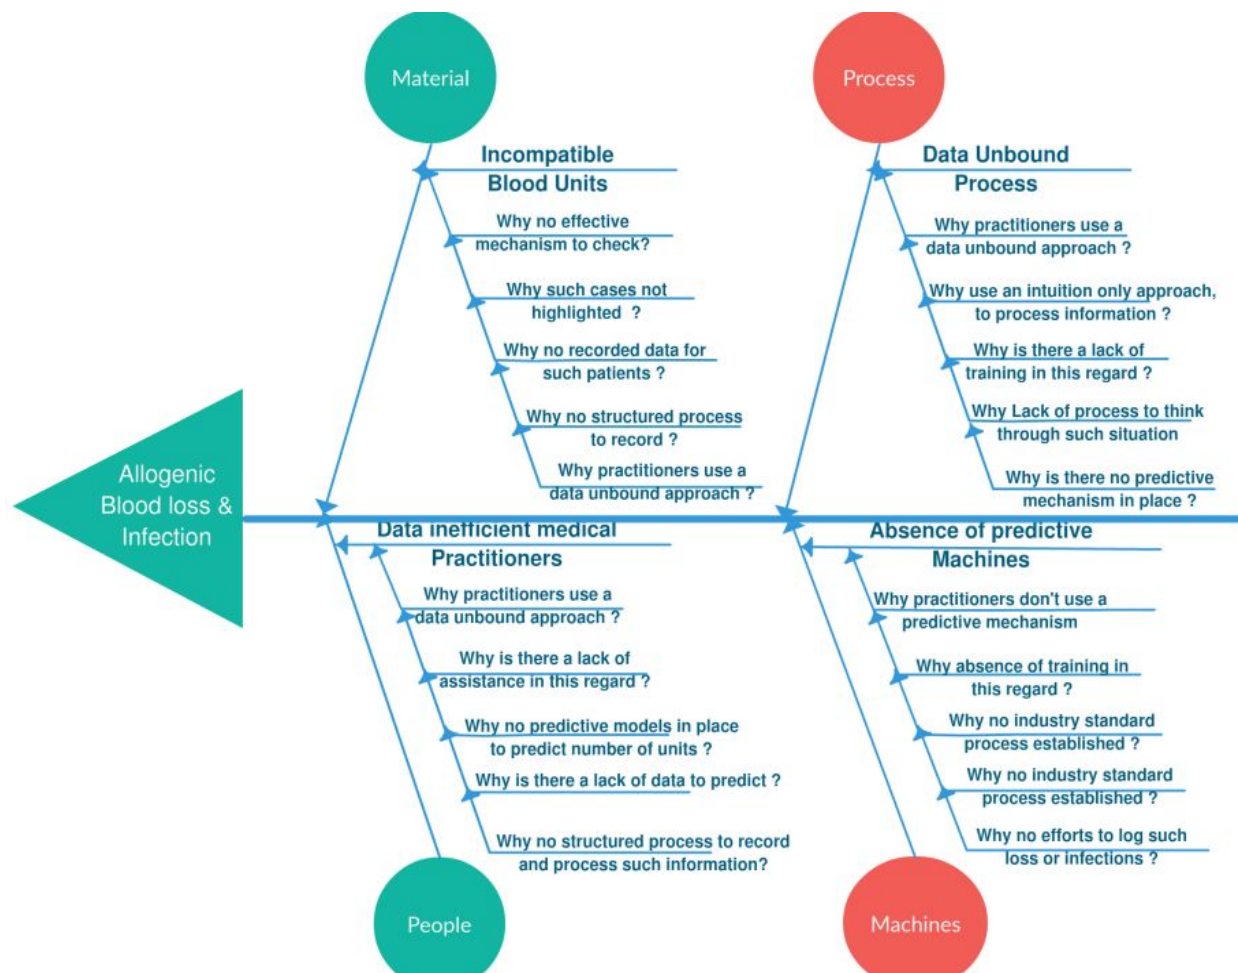 Material
Incompatible
Blood Units
Why no effective
mechanism to check?
Why such cases not
highlighted ?
Why no recorded data for
such patients ?
Why no structured process
to record ?
Why practitioners use a
data unbound approach ?
Process
Data Unbound
Process
Why practitioners use a
data unbound approach ?
Why use an intuition only approach,
to process information ?
Why is there a lack of
training in this regard ?
Why Lack of process to think
through such situation
Why is there no predictive
mechanism in place ?
Allogenic
Blood loss &
Infection
Data inefficient medical
Practitioners
Why practitioners use a
data unbound approach ?
Why is there a lack of
assistance in this regard ?
Why no predictive models in place
to predict number of units ?
Why is there a lack of data to predict ?
Why no structured process to record
and process such information?
People
Absence of predictive
Machines
Why practitioners don't use a
predictive mechanism
Why absence of training in
this regard ?
Why no industry standard
process established ?
Why no industry standard
process established ?
Why no efforts to log such
loss or infections ?
Machines